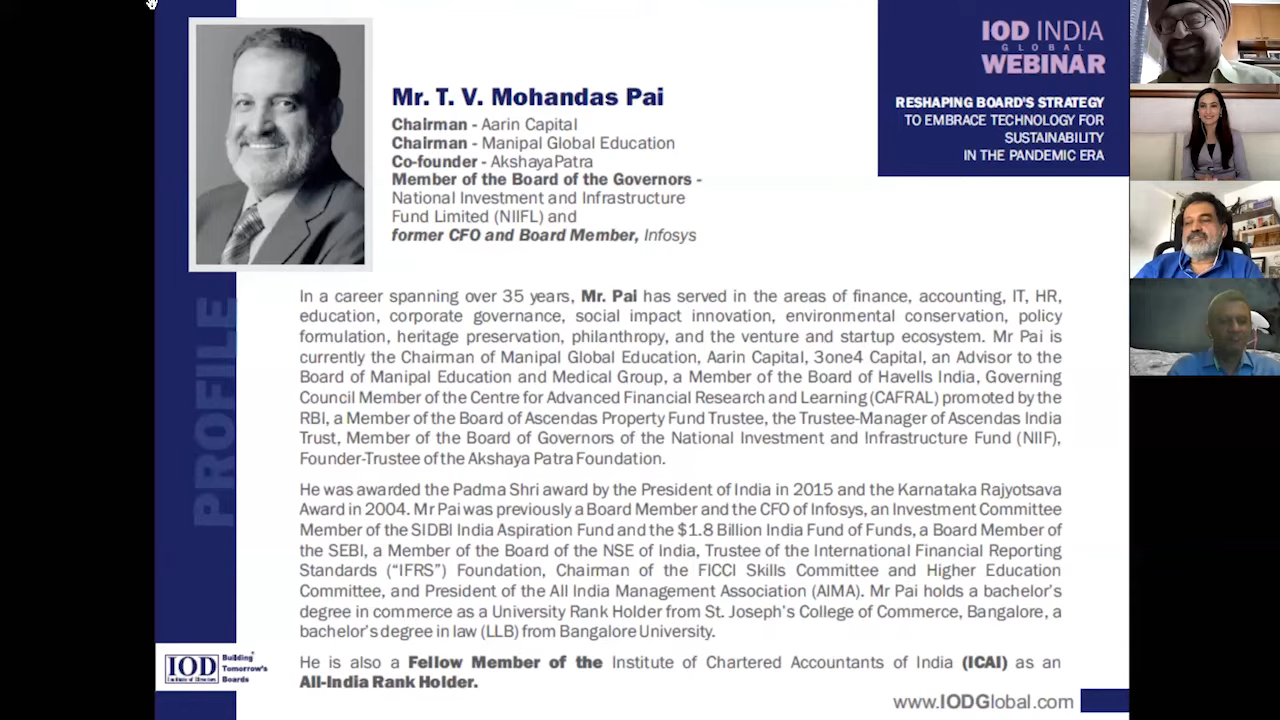 Mr. T. V. Mohandas Pai
Chairman - Aarin Capital
Chairman - Manipal Global Education
Co-founder - AkshayaPatra
Member of the Board of the Governors -
National Investment and Infrastructure
Fund Limited (NIIFL) and
former CFO and Board Member, Infosys
IOD INDIA
GLOBAL
WEBINAR
RESHAPING BOARD'S STRATEGY
TO EMBRACE TECHNOLOGY FOR
SUSTAINABILITY
IN THE PANDEMIC ERA
PROFILE
In a career spanning over 35 years, Mr. Pai has served in the areas of finance, accounting, IT, HR,
education, corporate governance, social impact innovation, environmental conservation, policy
formulation, heritage preservation, philanthropy, and the venture and startup ecosystem. Mr Pai is
currently the Chairman of Manipal Global Education, Aarin Capital, 3one4 Capital, an Advisor to the
Board of Manipal Education and Medical Group, a Member of the Board of Havells India, Governing
Council Member of the Centre for Advanced Financial Research and Learning (CAFRAL) promoted by the
RBI, a Member of the Board of Ascendas Property Fund Trustee, the Trustee-Manager of Ascendas India
Trust, Member of the Board of Governors of the National Investment and Infrastructure Fund (NIIF),
Founder-Trustee of the Akshaya Patra Foundation.
He was awarded the Padma Shri award by the President of India in 2015 and the Karnataka Rajyotsava
Award in 2004. Mr Pai was previously a Board Member and the CFO of Infosys, an Investment Committee
Member of the SIDBI India Aspiration Fund and the $1.8 Billion India Fund of Funds, a Board Member of
the SEBI, a Member of the Board of the NSE of India, Trustee of the International Financial Reporting
Standards ("IFRS") Foundation, Chairman of the FICCI Skills Committee and Higher Education
Committee, and President of the All India Management Association (AIMA). Mr Pai holds a bachelor's
degree in commerce as a University Rank Holder from St. Joseph's College of Commerce, Bangalore, a
bachelor's degree in law (LLB) from Bangalore University.
He is also a Fellow Member of the Institute of Chartered Accountants of India (ICAI) as an
All-India Rank Holder.
IOD
Institute of Directors
Building
Tomorrow's
Boards
www.IODGlobal.com